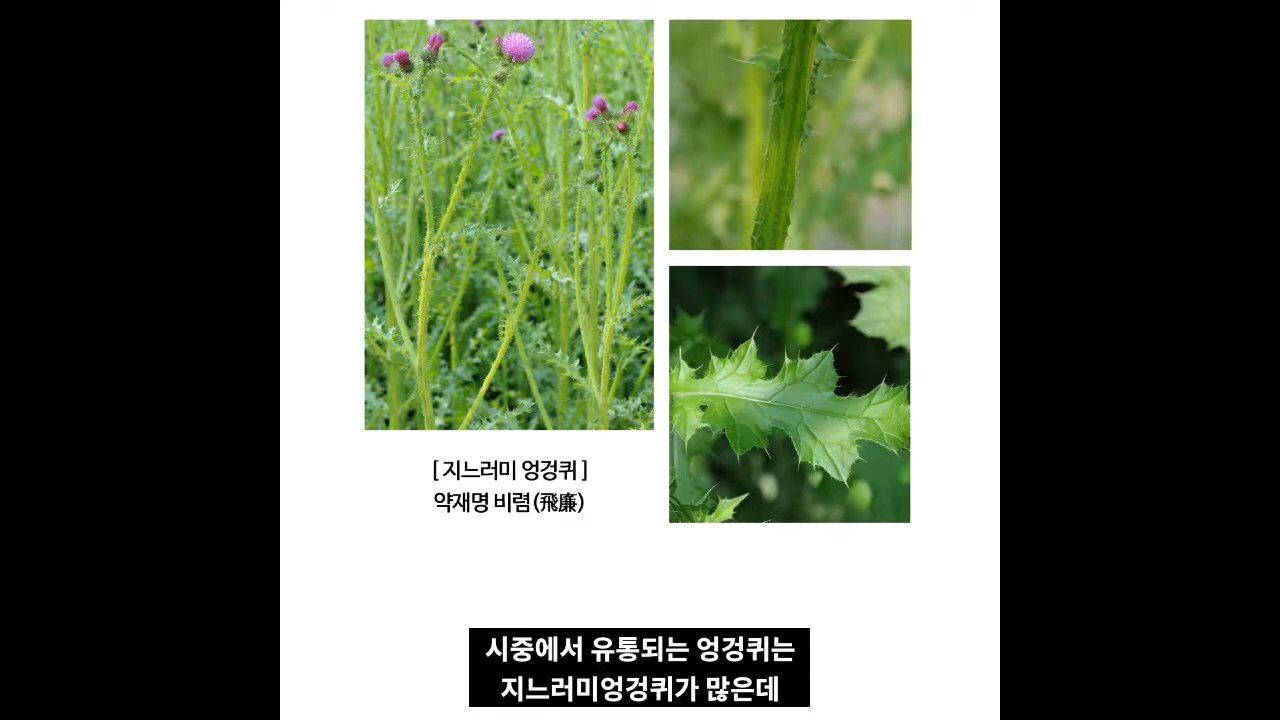 [ 지느러미 엉겅퀴 ]
약재명 비렴(飛廉)
시중에서 유통되는 엉겅퀴는
지느러미엉겅퀴가 많은데